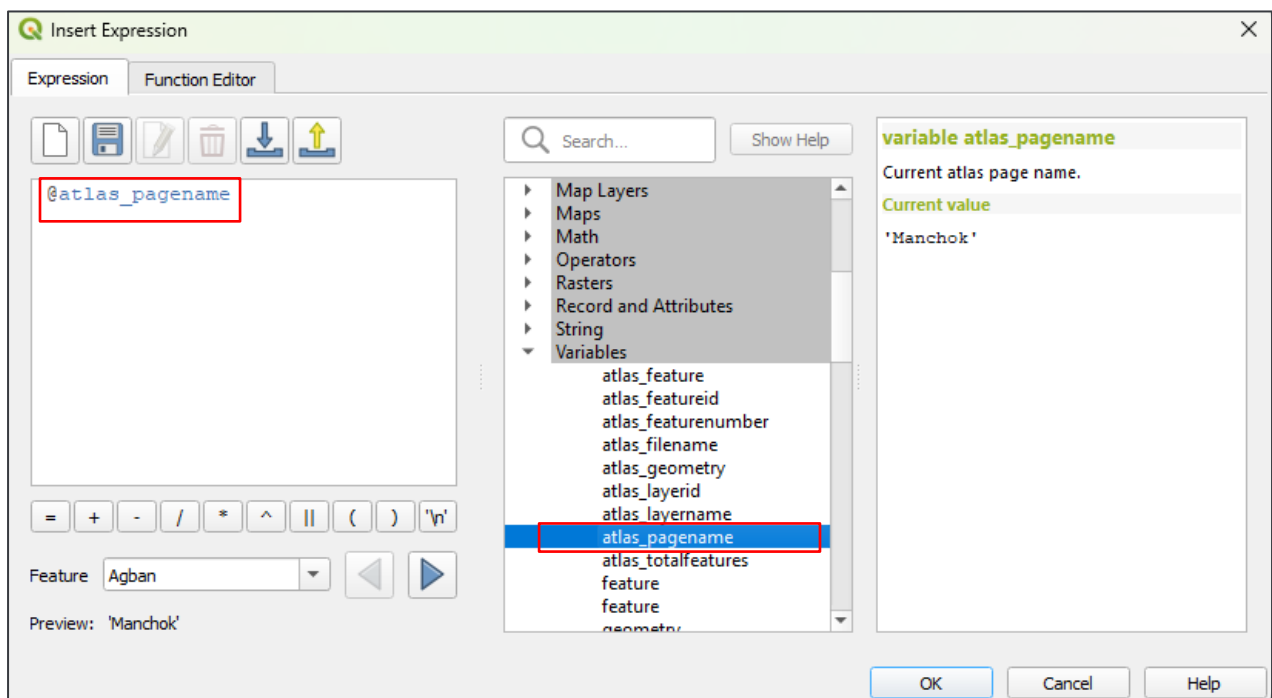 Insert Expression
Expression
Function Editor
@atlas_pagename
= + - / * ^ || ( ) '\n'
Feature Agban
Preview: 'Manchok'
Search...
Show Help
Map Layers
Maps
Math
Operators
Rasters
Record and Attributes
String
Variables
atlas_feature
atlas_featureid
atlas_featurenumber
atlas_filename
atlas_geometry
atlas_layerid
atlas_layername
atlas_pagename
atlas_totalfeatures
feature
feature
geometry
variable atlas_pagename
Current atlas page name.
Current value
'Manchok'
OK
Cancel
Help